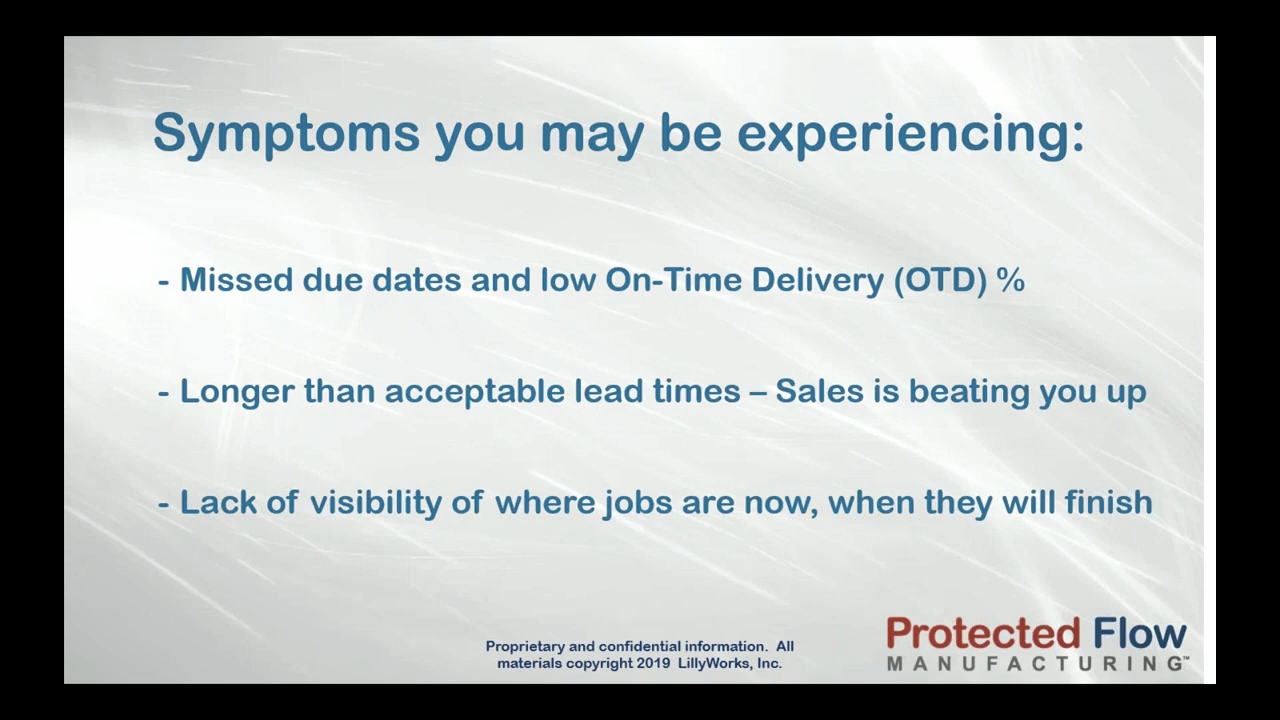 Symptoms you may be experiencing:
- Missed due dates and low On-Time Delivery (OTD) %
- Longer than acceptable lead times – Sales is beating you up
- Lack of visibility of where jobs are now, when they will finish
Proprietary and confidential information.  All
materials copyright 2019  LillyWorks, Inc.
Protected Flow
MANUFACTURING™